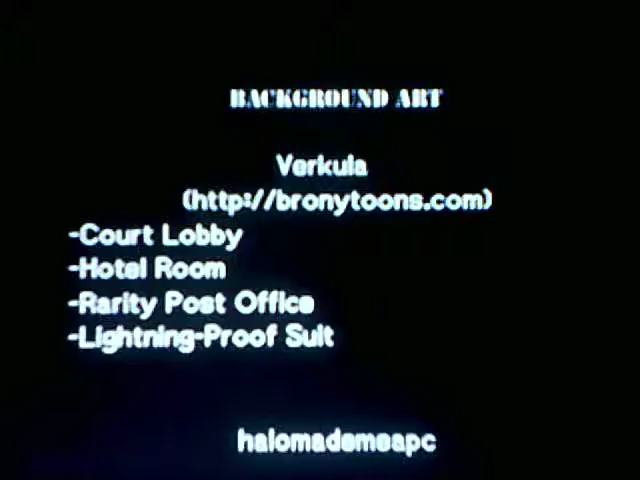 BACKGROUND ART
Verkula
(http://bronytoons.com)
-Court Lobby
-Hotel Room
-Rarity Post Office
-Lightning-Proof Suit
halomademeapc